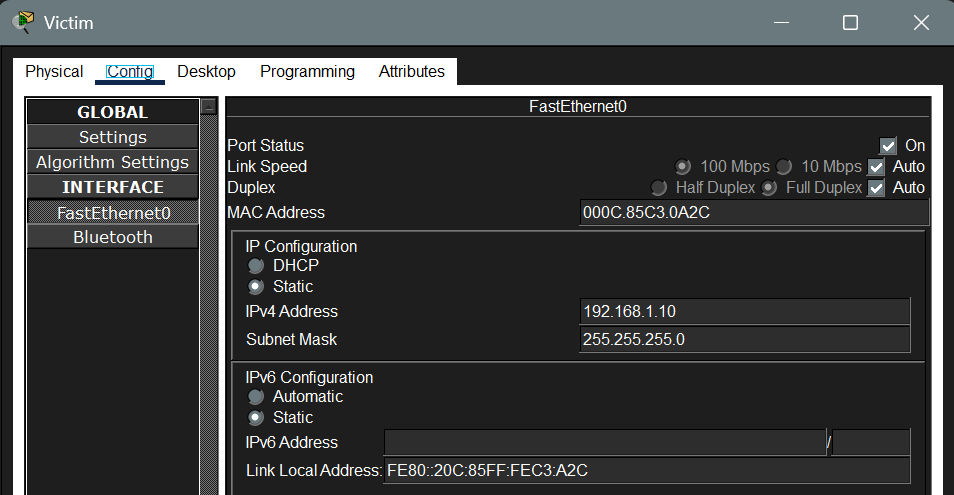 Victim
Physical Config Desktop Programming Attributes
GLOBAL
Settings
Algorithm Settings
INTERFACE
FastEthernet0
Bluetooth
FastEthernet0
Port Status On
Link Speed 100 Mbps 10 Mbps Auto
Duplex Half Duplex Full Duplex Auto
MAC Address 000C.85C3.0A2C
IP Configuration
DHCP
Static
IPv4 Address 192.168.1.10
Subnet Mask 255.255.255.0
IPv6 Configuration
Automatic
Static
IPv6 Address /
Link Local Address: FE80::20C:85FF:FEC3:A2C